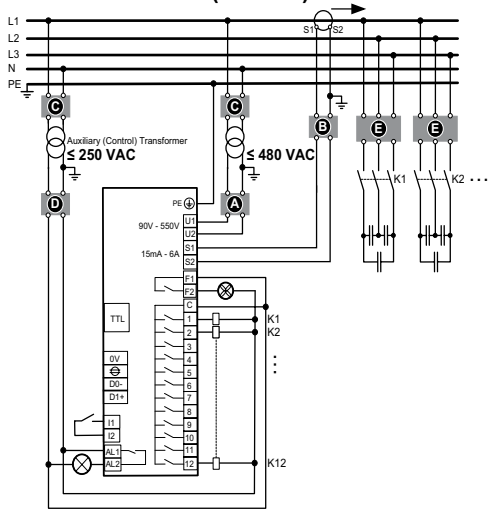 L1
S1 S2
L2
L3
N
PE
C C
B E E
Auxiliary (Control) Transformer
≤ 250 VAC ≤ 480 VAC
K1 K2 ...
D A
PE
90V - 550V U1
U2
15mA - 6A S1
S2
F1
F2
C
TTL 1 K1
2 K2
3
0V 4
5
D0- 6
D1+ 7
8
I1 9
I2 10
AL1 11
AL2 12 K12